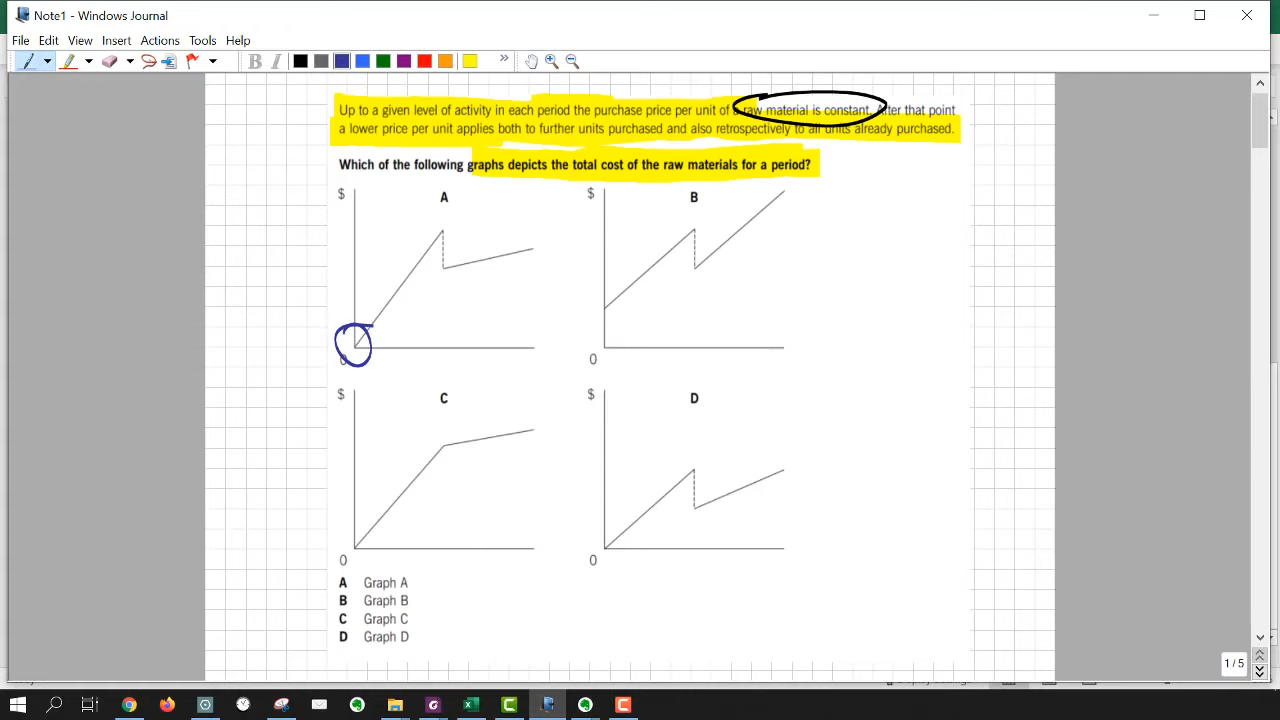 Note1 - Windows Journal
File Edit View Insert Actions Tools Help
B I
Up to a given level of activity in each period the purchase price per unit of a raw material is constant. After that point
a lower price per unit applies both to further units purchased and also retrospectively to all units already purchased.
Which of the following graphs depicts the total cost of the raw materials for a period?
$ A $ B
0 0
$ C $ D
0 0
A Graph A
B Graph B
C Graph C
D Graph D
1 / 5